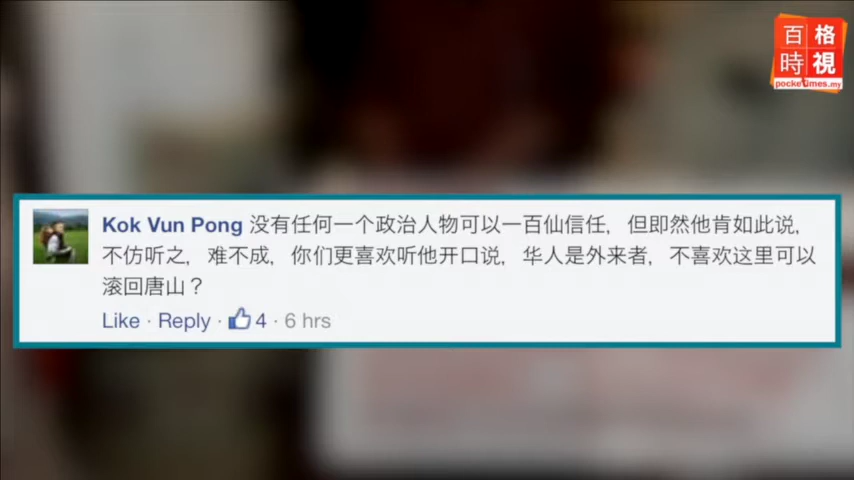 百格
時視
pocketimes.my
Kok Vun Pong 没有任何一个政治人物可以一百仙信任,但即然他肯如此说,
不仿听之,难不成,你们更喜欢听他开口说,华人是外来者,不喜欢这里可以
滚回唐山?
Like · Reply · 4 · 6 hrs